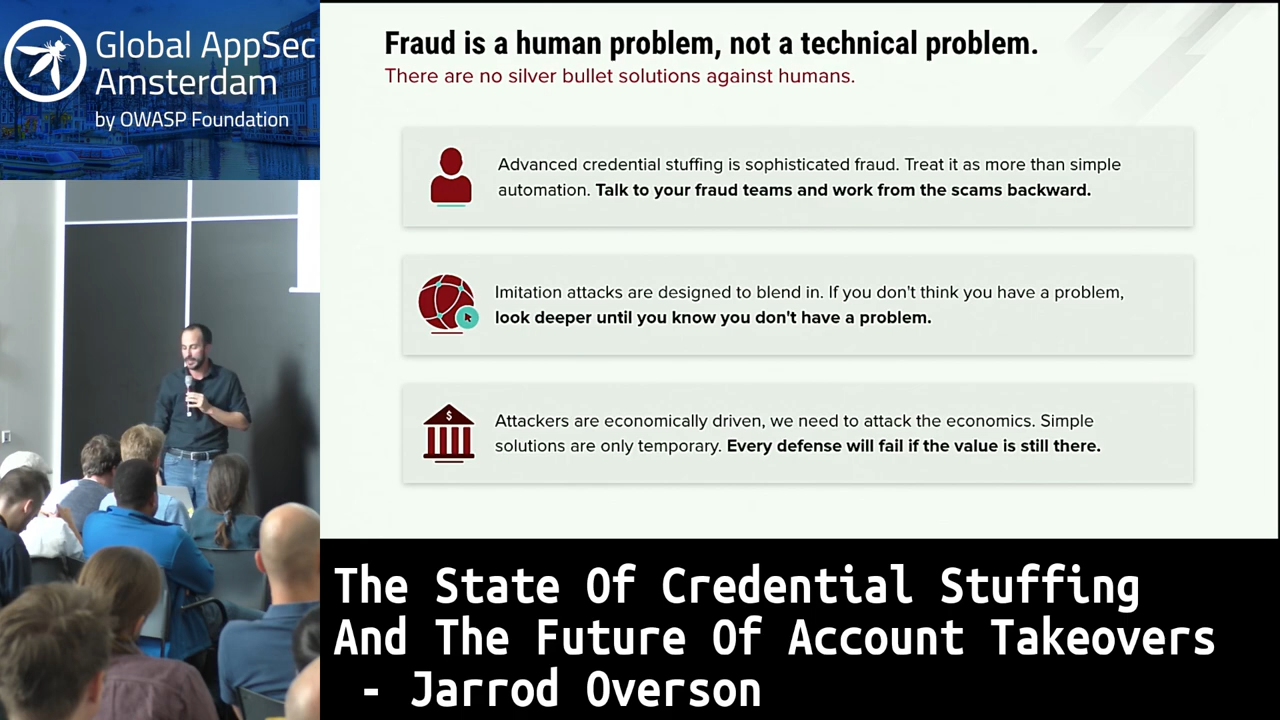 Global AppSec
Amsterdam
by OWASP Foundation
Fraud is a human problem, not a technical problem.
There are no silver bullet solutions against humans.
Advanced credential stuffing is sophisticated fraud. Treat it as more than simple
automation. Talk to your fraud teams and work from the scams backward.
Imitation attacks are designed to blend in. If you don't think you have a problem,
look deeper until you know you don't have a problem.
$
Attackers are economically driven, we need to attack the economics. Simple
solutions are only temporary. Every defense will fail if the value is still there.
The State Of Credential Stuffing
And The Future Of Account Takeovers
- Jarrod Overson